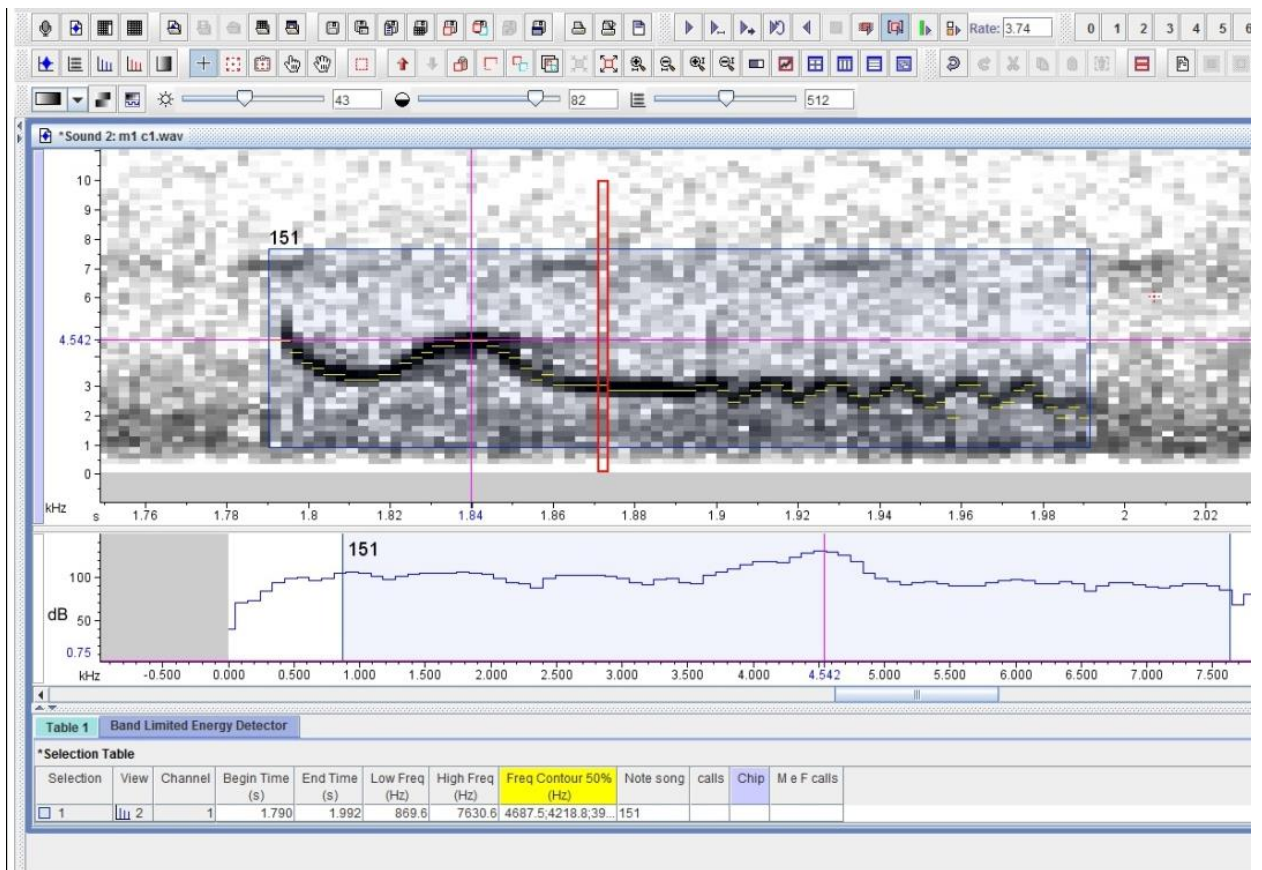 Rate: 3.74 0 1 2 3 4 5 6
43 82 512
*Sound 2: m1 c1.wav
10
9
8
151
7
6
4.542
3
2
1
0
kHz
s 1.76 1.78 1.8 1.82 1.84 1.86 1.88 1.9 1.92 1.94 1.96 1.98 2 2.02
151
100
dB
50
0.75
kHz -0.500 0.000 0.500 1.000 1.500 2.000 2.500 3.000 3.500 4.000 4.542 5.000 5.500 6.000 6.500 7.000 7.500
Table 1 Band Limited Energy Detector
*Selection Table
Selection View Channel Begin Time End Time Low Freq High Freq Freq Contour 50% Note song calls Chip M e F calls
(s) (s) (Hz) (Hz) (Hz)
1 2 1 1.790 1.992 869.6 7630.6 4687.5;4218.8;39... 151